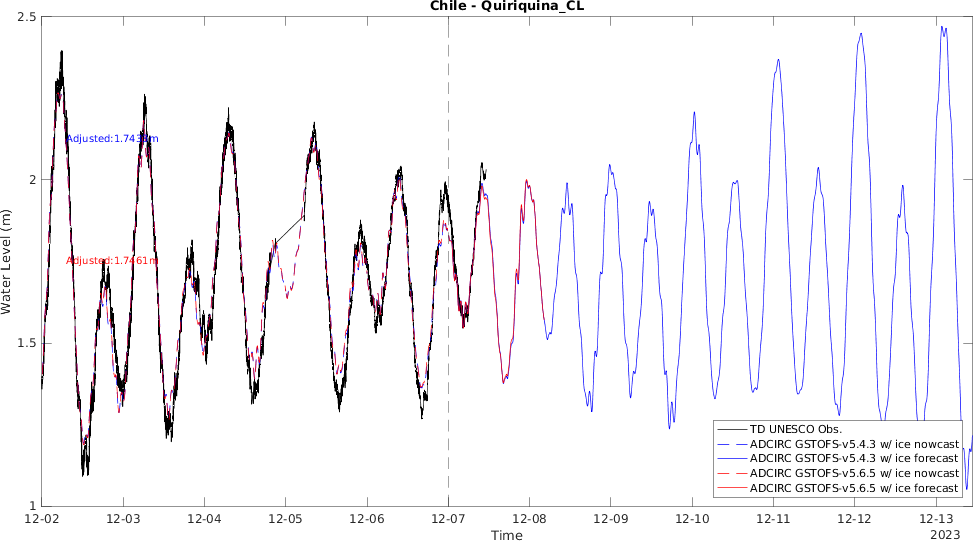 Chile - Quiriquina_CL
2.5
2
1.5
1
Water Level (m)
Adjusted:1.743 m
Adjusted:1.7461m
TD UNESCO Obs.
ADCIRC GSTOFS-v5.4.3 w/ ice nowcast
ADCIRC GSTOFS-v5.4.3 w/ ice forecast
ADCIRC GSTOFS-v5.6.5 w/ ice nowcast
ADCIRC GSTOFS-v5.6.5 w/ ice forecast
12-02 12-03 12-04 12-05 12-06 12-07 12-08 12-09 12-10 12-11 12-12 12-13
Time
2023